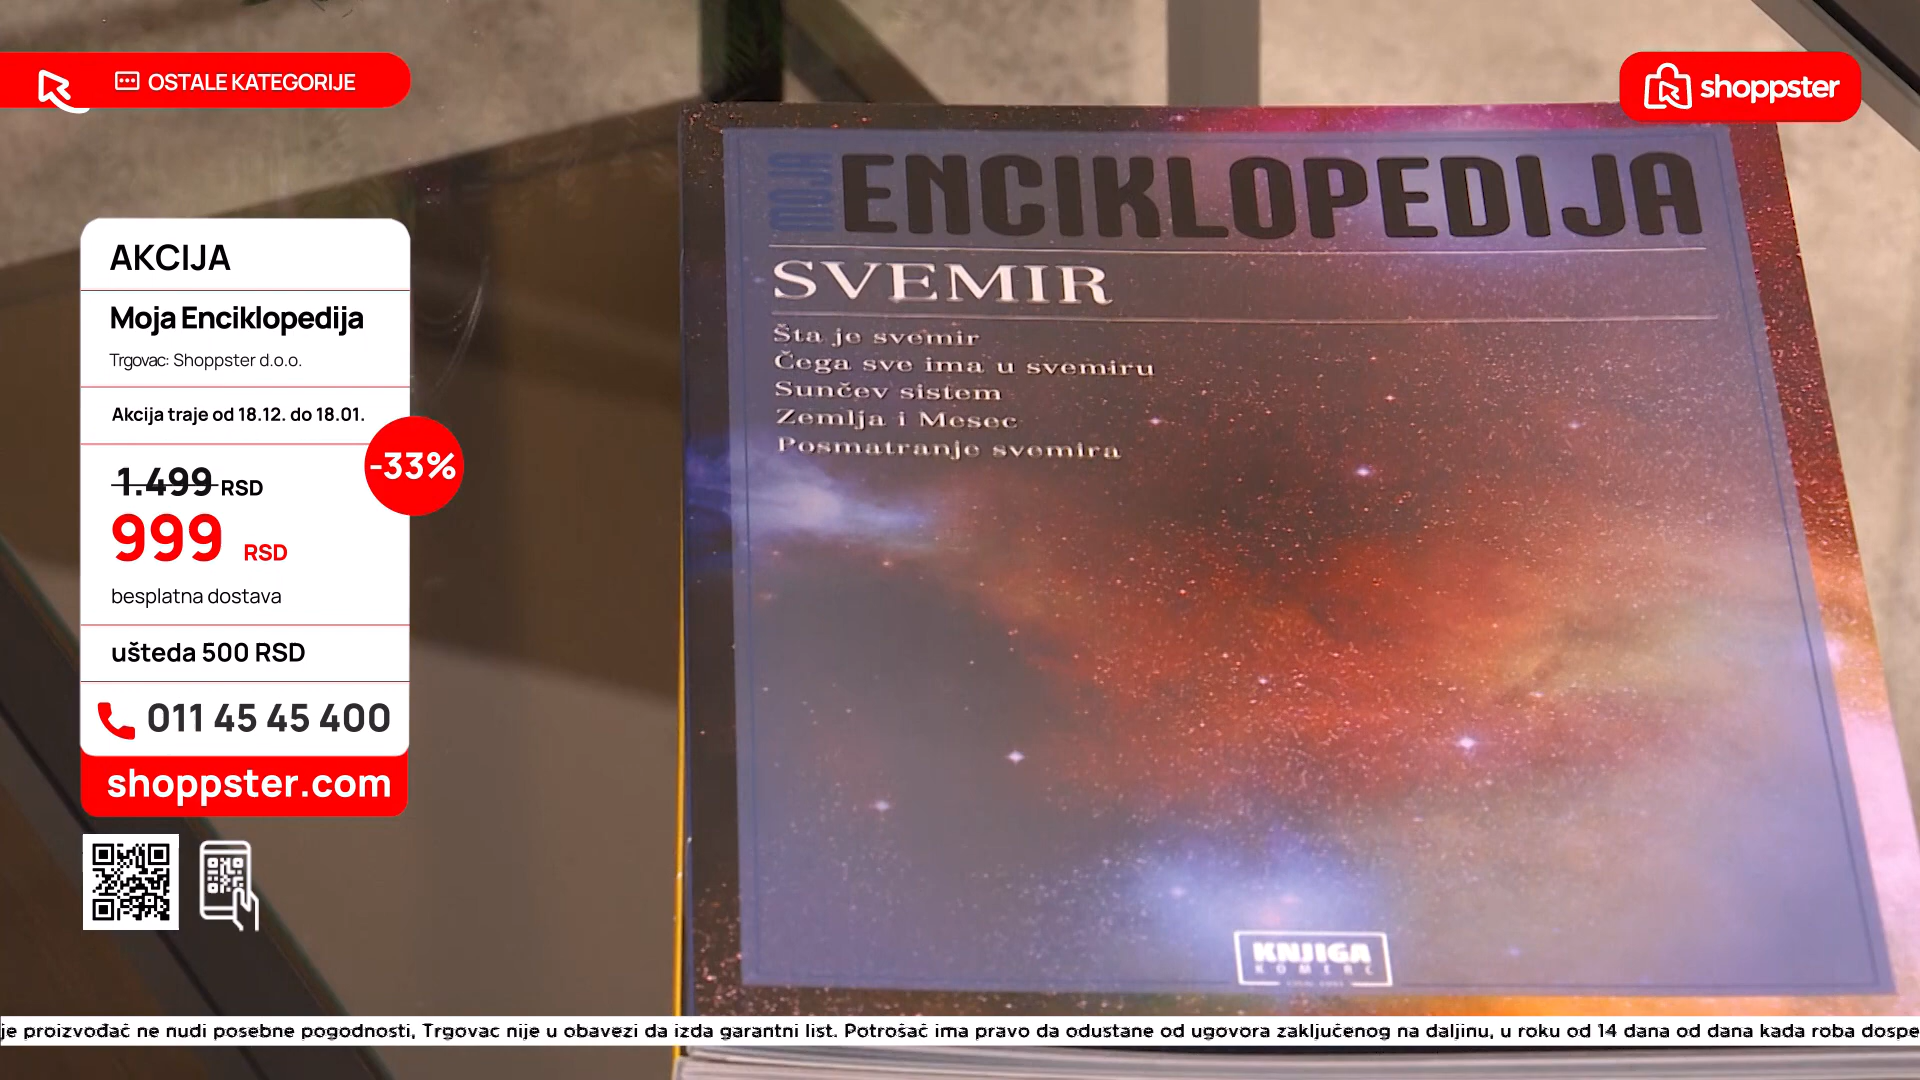 OSTALE KATEGORIJE
shoppster
AKCIJA
Moja Enciklopedija
Trgovac: Shoppster d.o.o.
Akcija traje od 18.12. do 18.01.
-33%
1.499 RSD
999 RSD
besplatna dostava
ušteda 500 RSD
011 45 45 400
shoppster.com
MOJA ENCIKLOPEDIJA
SVEMIR
Šta je svemir
Čega sve ima u svemiru
Sunčev sistem
Zemlja i Mesec
Posmatranje svemira
KNJIGA
KOMERC
je proizvođač ne nudi posebne pogodnosti, Trgovac nije u obavezi da izda garantni list. Potrošač ima pravo da odustane od ugovora zaključenog na daljinu, u roku od 14 dana od dana kada roba dospe